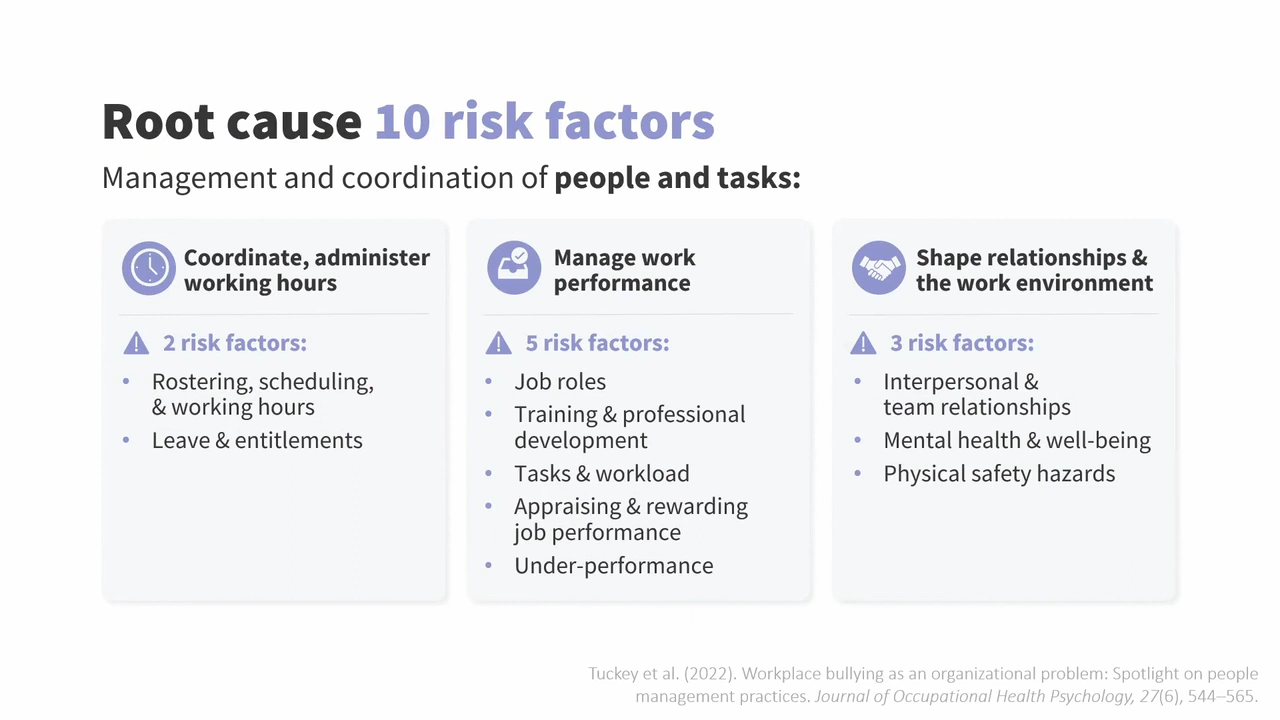 Root cause 10 risk factors
Management and coordination of people and tasks:
Coordinate, administer
working hours
2 risk factors:
• Rostering, scheduling,
& working hours
• Leave & entitlements
Manage work
performance
5 risk factors:
• Job roles
• Training & professional
development
• Tasks & workload
• Appraising & rewarding
job performance
• Under-performance
Shape relationships &
the work environment
3 risk factors:
• Interpersonal &
team relationships
• Mental health & well-being
• Physical safety hazards
Tuckey et al. (2022). Workplace bullying as an organizational problem: Spotlight on people
management practices. Journal of Occupational Health Psychology, 27(6), 544–565.